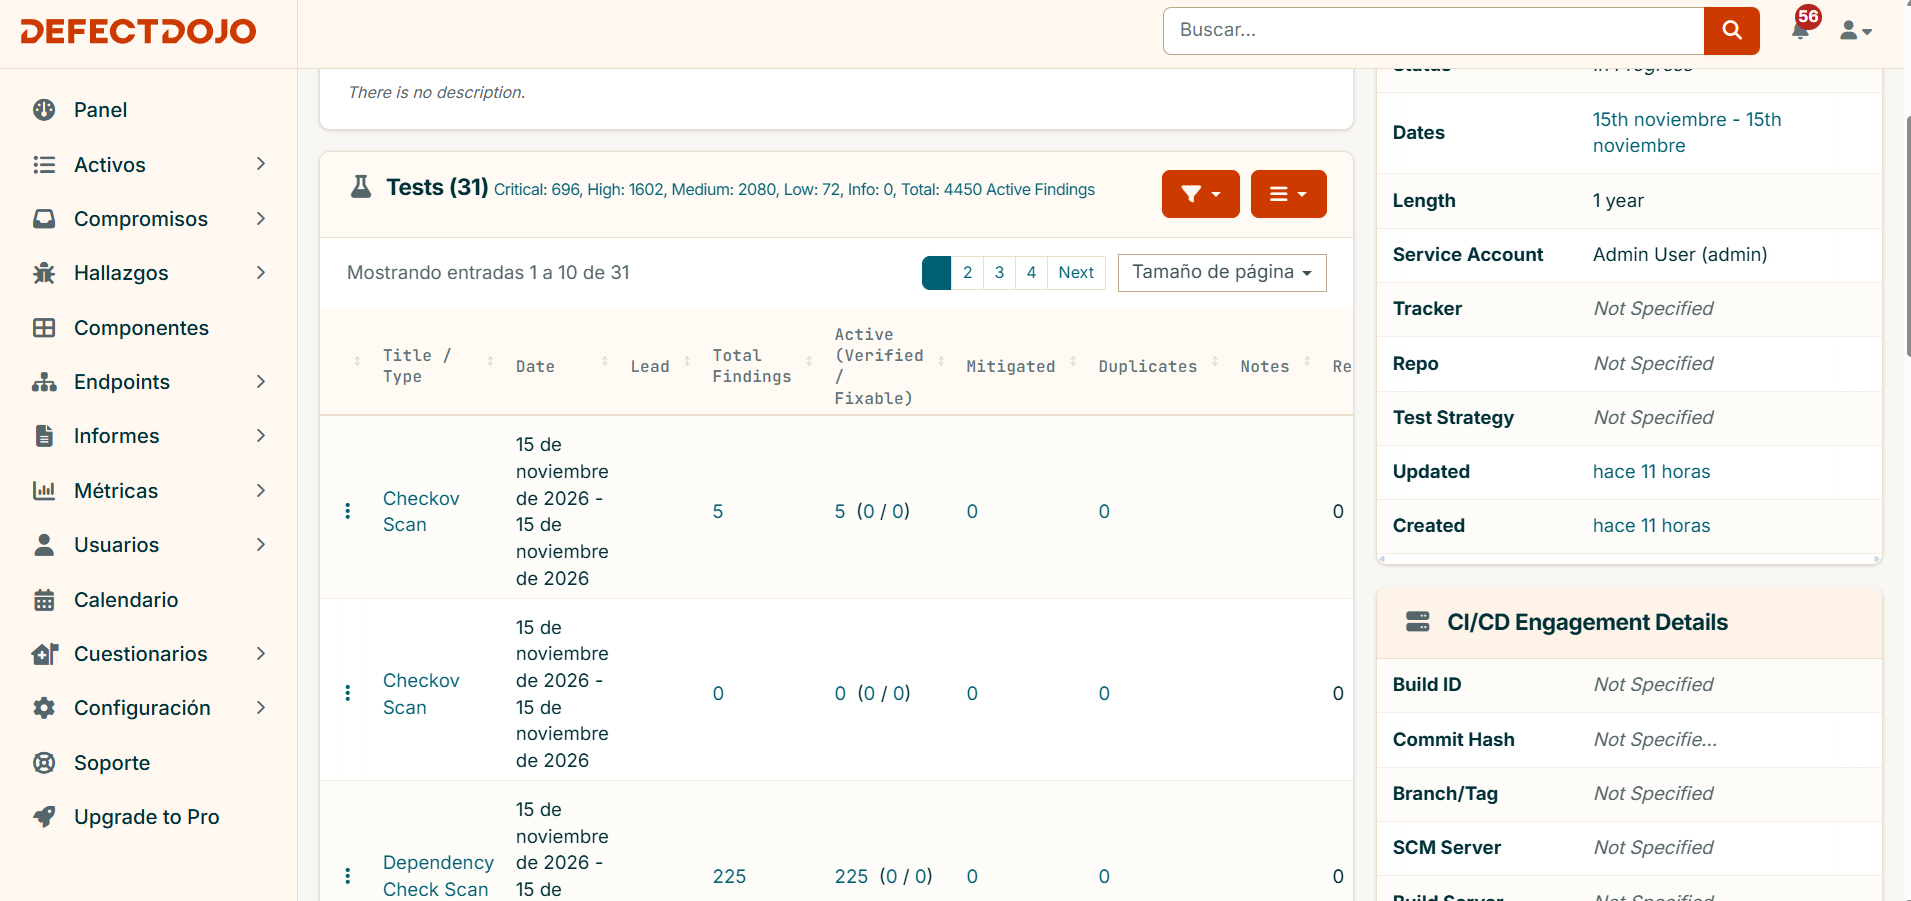 DEFECTDOJO
Buscar...
56
Panel
Activos
Compromisos
Hallazgos
Componentes
Endpoints
Informes
Métricas
Usuarios
Calendario
Cuestionarios
Configuración
Soporte
Upgrade to Pro
There is no description.
Tests (31) Critical: 696, High: 1602, Medium: 2080, Low: 72, Info: 0, Total: 4450 Active Findings
Mostrando entradas 1 a 10 de 31
2 3 4 Next
Tamaño de página
Title /
Type
Date
Lead
Total
Findings
Active
(Verified
/
Fixable)
Mitigated
Duplicates
Notes
Re
Checkov
Scan
15 de
noviembre
de 2026 -
15 de
noviembre
de 2026
5
5 (0 / 0)
0
0
0
Checkov
Scan
15 de
noviembre
de 2026 -
15 de
noviembre
de 2026
0
0 (0 / 0)
0
0
0
Dependency
Check Scan
15 de
noviembre
de 2026 -
15 de
225
225 (0 / 0)
0
0
0
Status In Progress
Dates 15th noviembre - 15th
noviembre
Length 1 year
Service Account Admin User (admin)
Tracker Not Specified
Repo Not Specified
Test Strategy Not Specified
Updated hace 11 horas
Created hace 11 horas
CI/CD Engagement Details
Build ID Not Specified
Commit Hash Not Specifie...
Branch/Tag Not Specified
SCM Server Not Specified
Build Server Not Specified